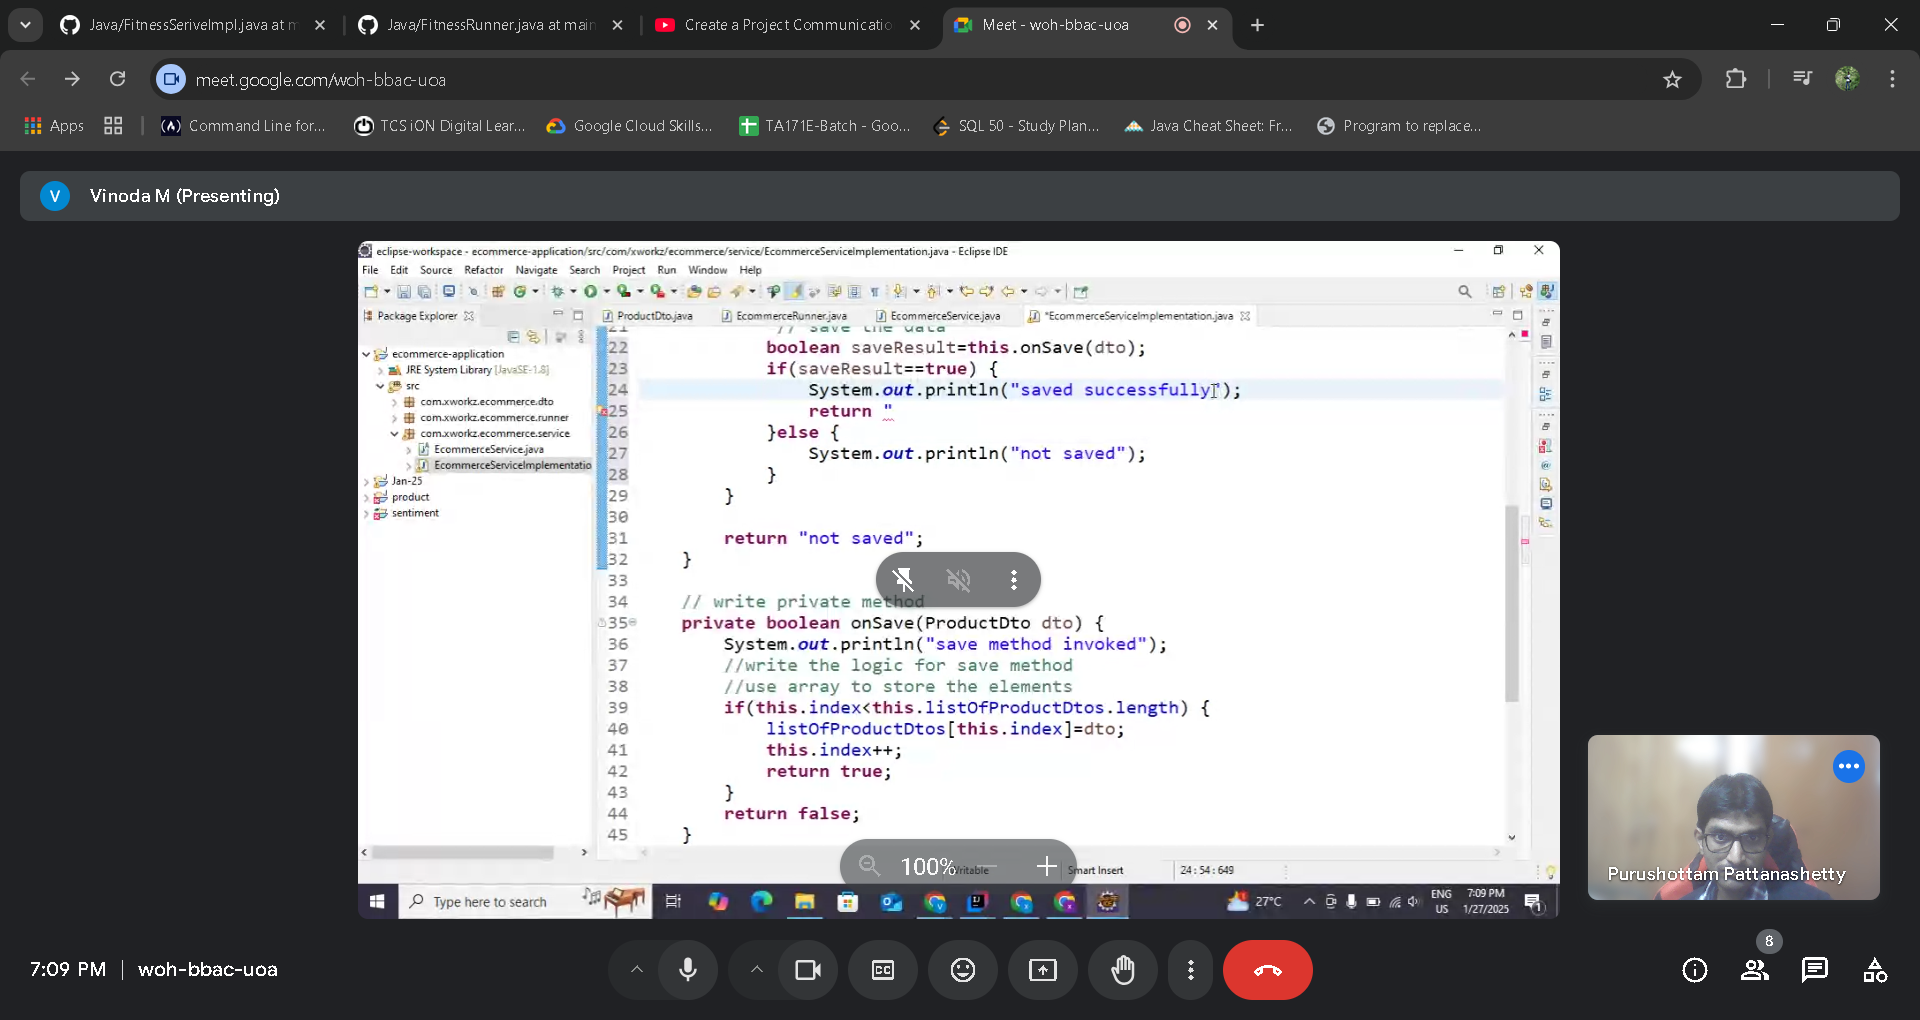 Java/FitnessSeriveImpl.java at m
Java/FitnessRunner.java at main
Create a Project Communicatio
Meet - woh-bbac-uoa
meet.google.com/woh-bbac-uoa
Apps
Command Line for...
TCS iON Digital Lear...
Google Cloud Skills...
TA171E-Batch - Goo...
SQL 50 - Study Plan...
Java Cheat Sheet: Fr...
Program to replace...
V
Vinoda M (Presenting)
eclipse-workspace - ecommerce-application/src/com/xworkz/ecommerce/service/EcommerceServiceImplementation.java - Eclipse IDE
File Edit Source Refactor Navigate Search Project Run Window Help
Package Explorer
ProductDto.java
EcommerceRunner.java
EcommerceService.java
*EcommerceServiceImplementation.java
ecommerce-application
JRE System Library [JavaSE-1.8]
src
com.xworkz.ecommerce.dto
com.xworkz.ecommerce.runner
com.xworkz.ecommerce.service
EcommerceService.java
EcommerceServiceImplementatio
Jan-25
product
sentiment
21 // save the data
22 boolean saveResult=this.onSave(dto);
23 if(saveResult==true) {
24 System.out.println("saved successfully");
25 return "
26 }else {
27 System.out.println("not saved");
28 }
29 }
30
31 return "not saved";
32 }
33
34 // write private method
35 private boolean onSave(ProductDto dto) {
36 System.out.println("save method invoked");
37 //write the logic for save method
38 //use array to store the elements
39 if(this.index<this.listOfProductDtos.length) {
40 listOfProductDtos[this.index]=dto;
41 this.index++;
42 return true;
43 }
44 return false;
45 }
100%
Smart Insert
24 : 54 : 649
Type here to search
27°C
ENG
US
7:09 PM
1/27/2025
1
Purushottam Pattanashetty
7:09 PM | woh-bbac-uoa
CC
8